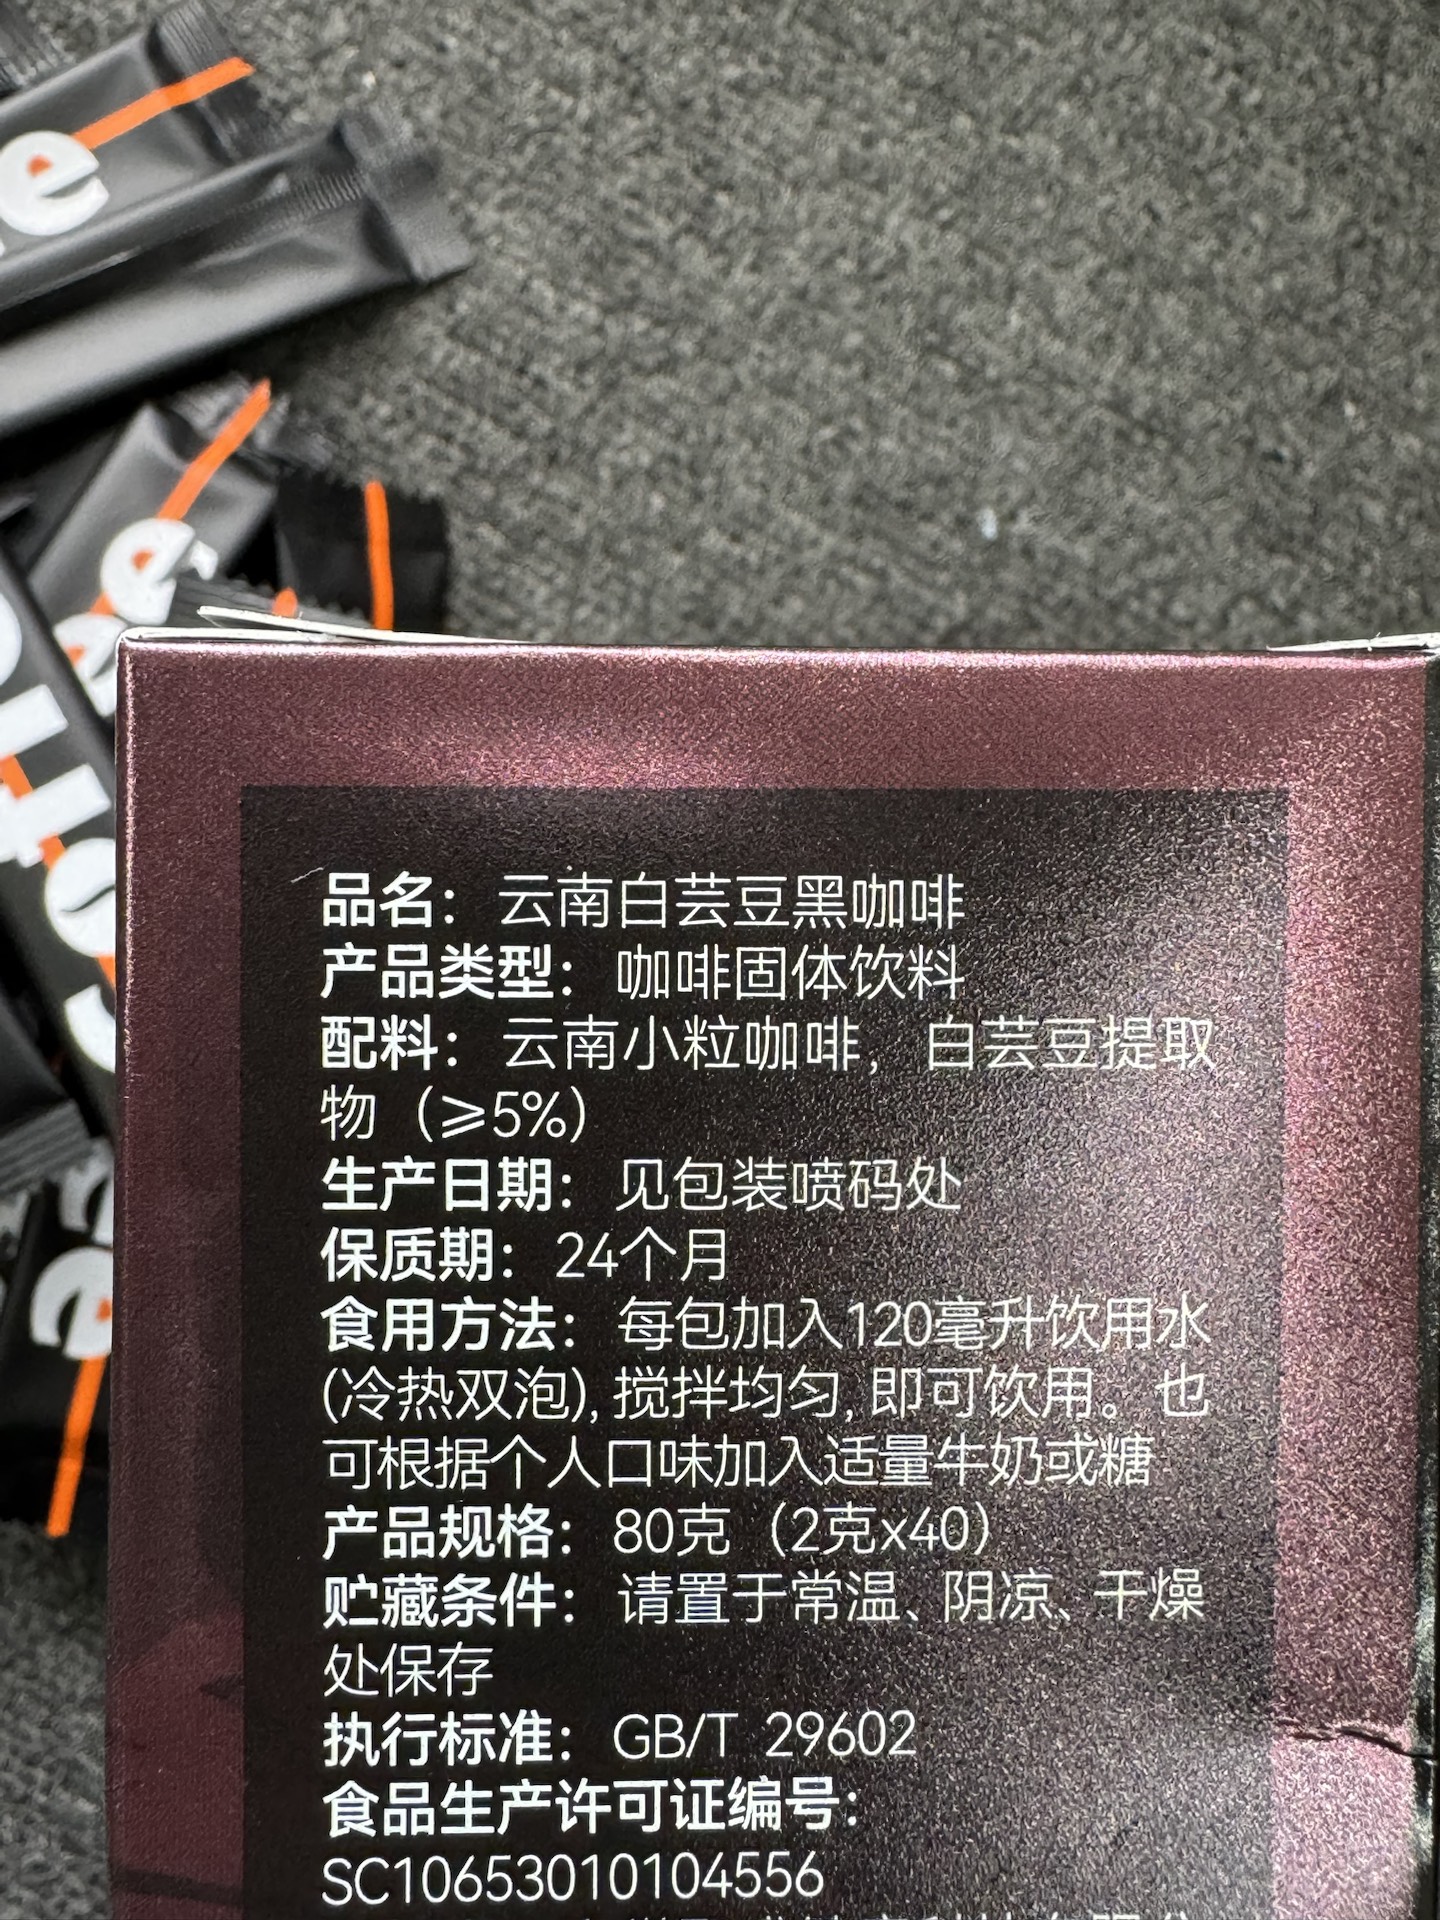 e
品名：云南白芸豆黑咖啡
产品类型：咖啡固体饮料
配料：云南小粒咖啡，白芸豆提取
物（≥5%）
生产日期：见包装喷码处
保质期：24个月
食用方法：每包加入120毫升饮用水
(冷热双泡),搅拌均匀,即可饮用。也
可根据个人口味加入适量牛奶或糖
产品规格：80克（2克x40）
贮藏条件：请置于常温、阴凉、干燥
处保存
执行标准：GB/T 29602
食品生产许可证编号：
SC10653010104556